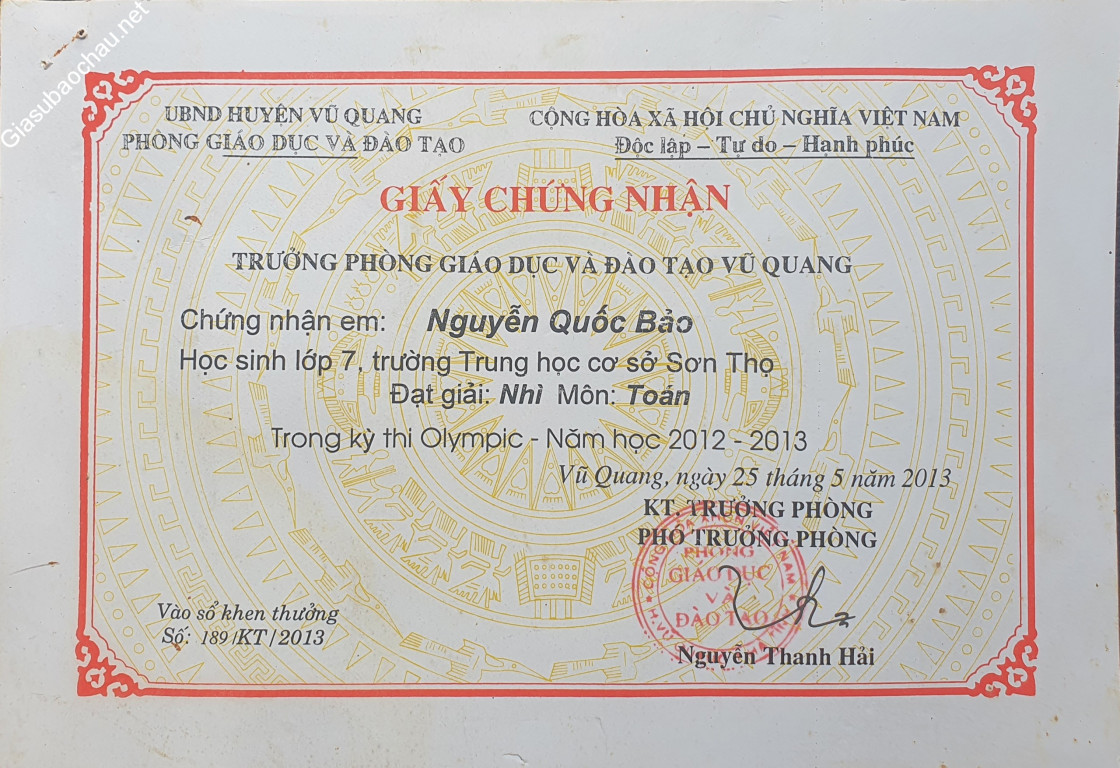 Giasubaochau.net
UBND HUYỆN VŨ QUANG
PHÒNG GIÁO DỤC VÀ ĐÀO TẠO
CỘNG HÒA XÃ HỘI CHỦ NGHĨA VIỆT NAM
Độc lập – Tự do – Hạnh phúc
GIẤY CHỨNG NHẬN
TRƯỞNG PHÒNG GIÁO DỤC VÀ ĐÀO TẠO VŨ QUANG
Chứng nhận em: Nguyễn Quốc Bảo
Học sinh lớp 7, trường Trung học cơ sở Sơn Thọ
Đạt giải: Nhì Môn: Toán
Trong kỳ thi Olympic - Năm học 2012 - 2013
Vũ Quang, ngày 25 tháng 5 năm 2013
KT. TRƯỞNG PHÒNG
PHÓ TRƯỞNG PHÒNG
PHÒNG
GIÁO DỤC
VÀ
ĐÀO TẠO
Nguyễn Thanh Hải
Vào sổ khen thưởng
Số: 189 /KT/2013